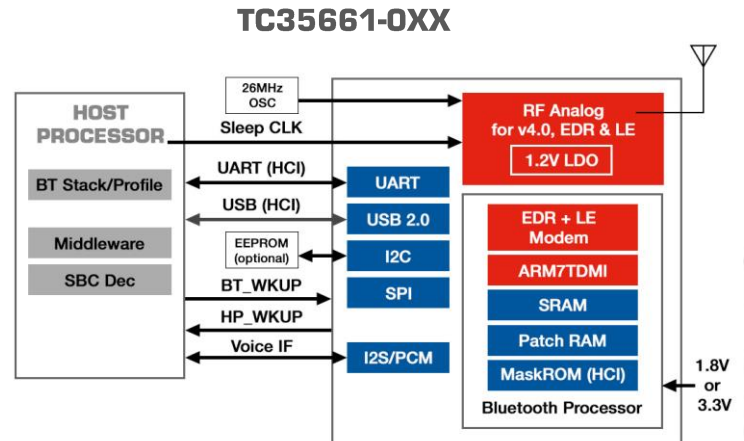 TC35661-0XX
26MHz
OSC
HOST
PROCESSOR
Sleep CLK
RF Analog
for v4.0, EDR & LE
1.2V LDO
BT Stack/Profile
UART (HCI)
UART
USB (HCI)
USB 2.0
EDR + LE
Modem
Middleware
EEPROM
(optional)
I2C
ARM7TDMI
SBC Dec
BT_WKUP
SPI
SRAM
HP_WKUP
Patch RAM
Voice IF
I2S/PCM
MaskROM (HCI)
Bluetooth Processor
1.8V
or
3.3V